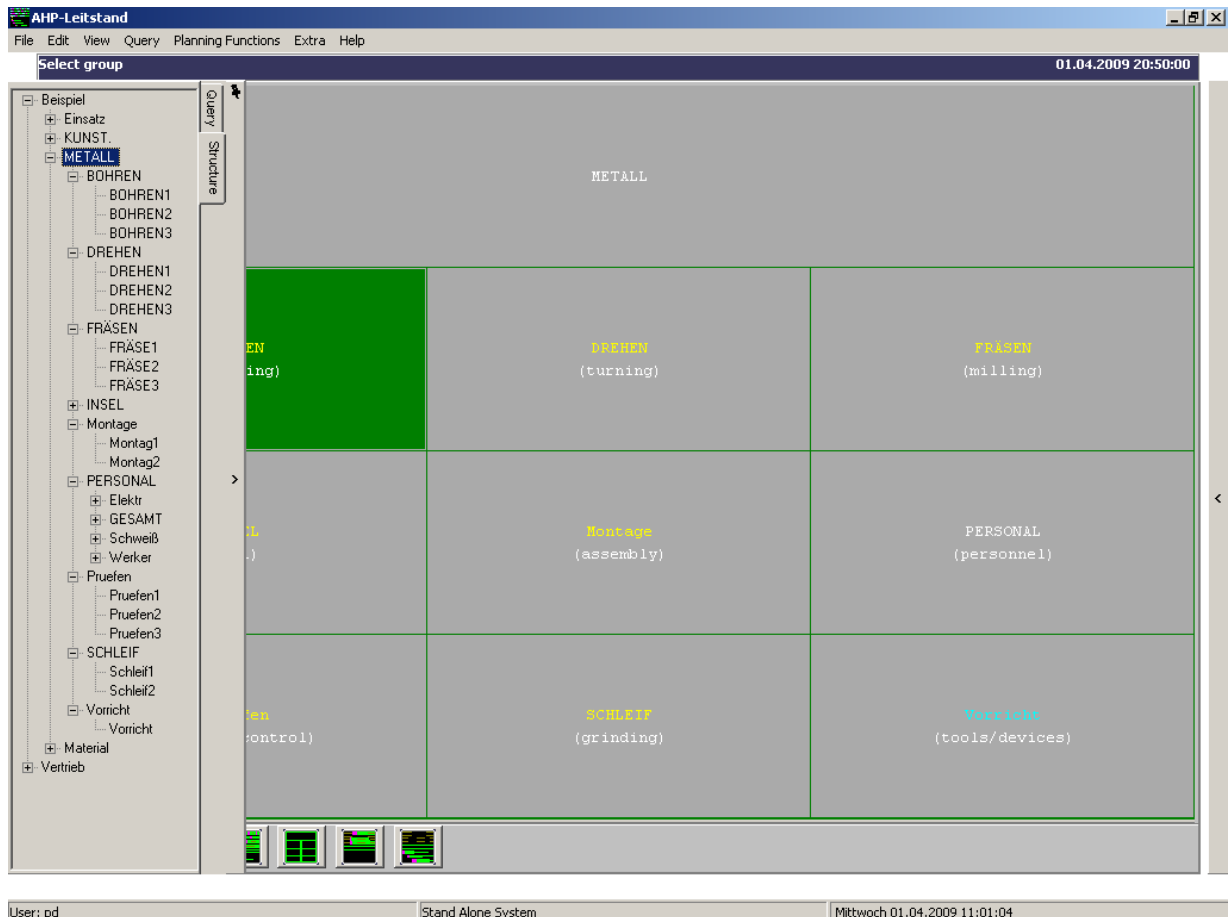 AHP-Leitstand
File Edit View Query Planning Functions Extra Help
Select group 01.04.2009 20:50:00
Query
Structure
Beispiel
Einsatz
KUNST.
METALL
BOHREN
BOHREN1
BOHREN2
BOHREN3
DREHEN
DREHEN1
DREHEN2
DREHEN3
FRÄSEN
FRÄSE1
FRÄSE2
FRÄSE3
INSEL
Montage
Montag1
Montag2
PERSONAL
Elektr
GESAMT
Schweiß
Werker
Pruefen
Pruefen1
Pruefen2
Pruefen3
SCHLEIF
Schleif1
Schleif2
Vorricht
Vorricht
Material
Vertrieb
METALL
EN DREHEN FRÄSEN
ing) (turning) (milling)
EL Montage PERSONAL
.) (assembly) (personnel)
fen SCHLEIF Vorricht
control) (grinding) (tools/devices)
User: pd Stand Alone System Mittwoch 01.04.2009 11:01:04